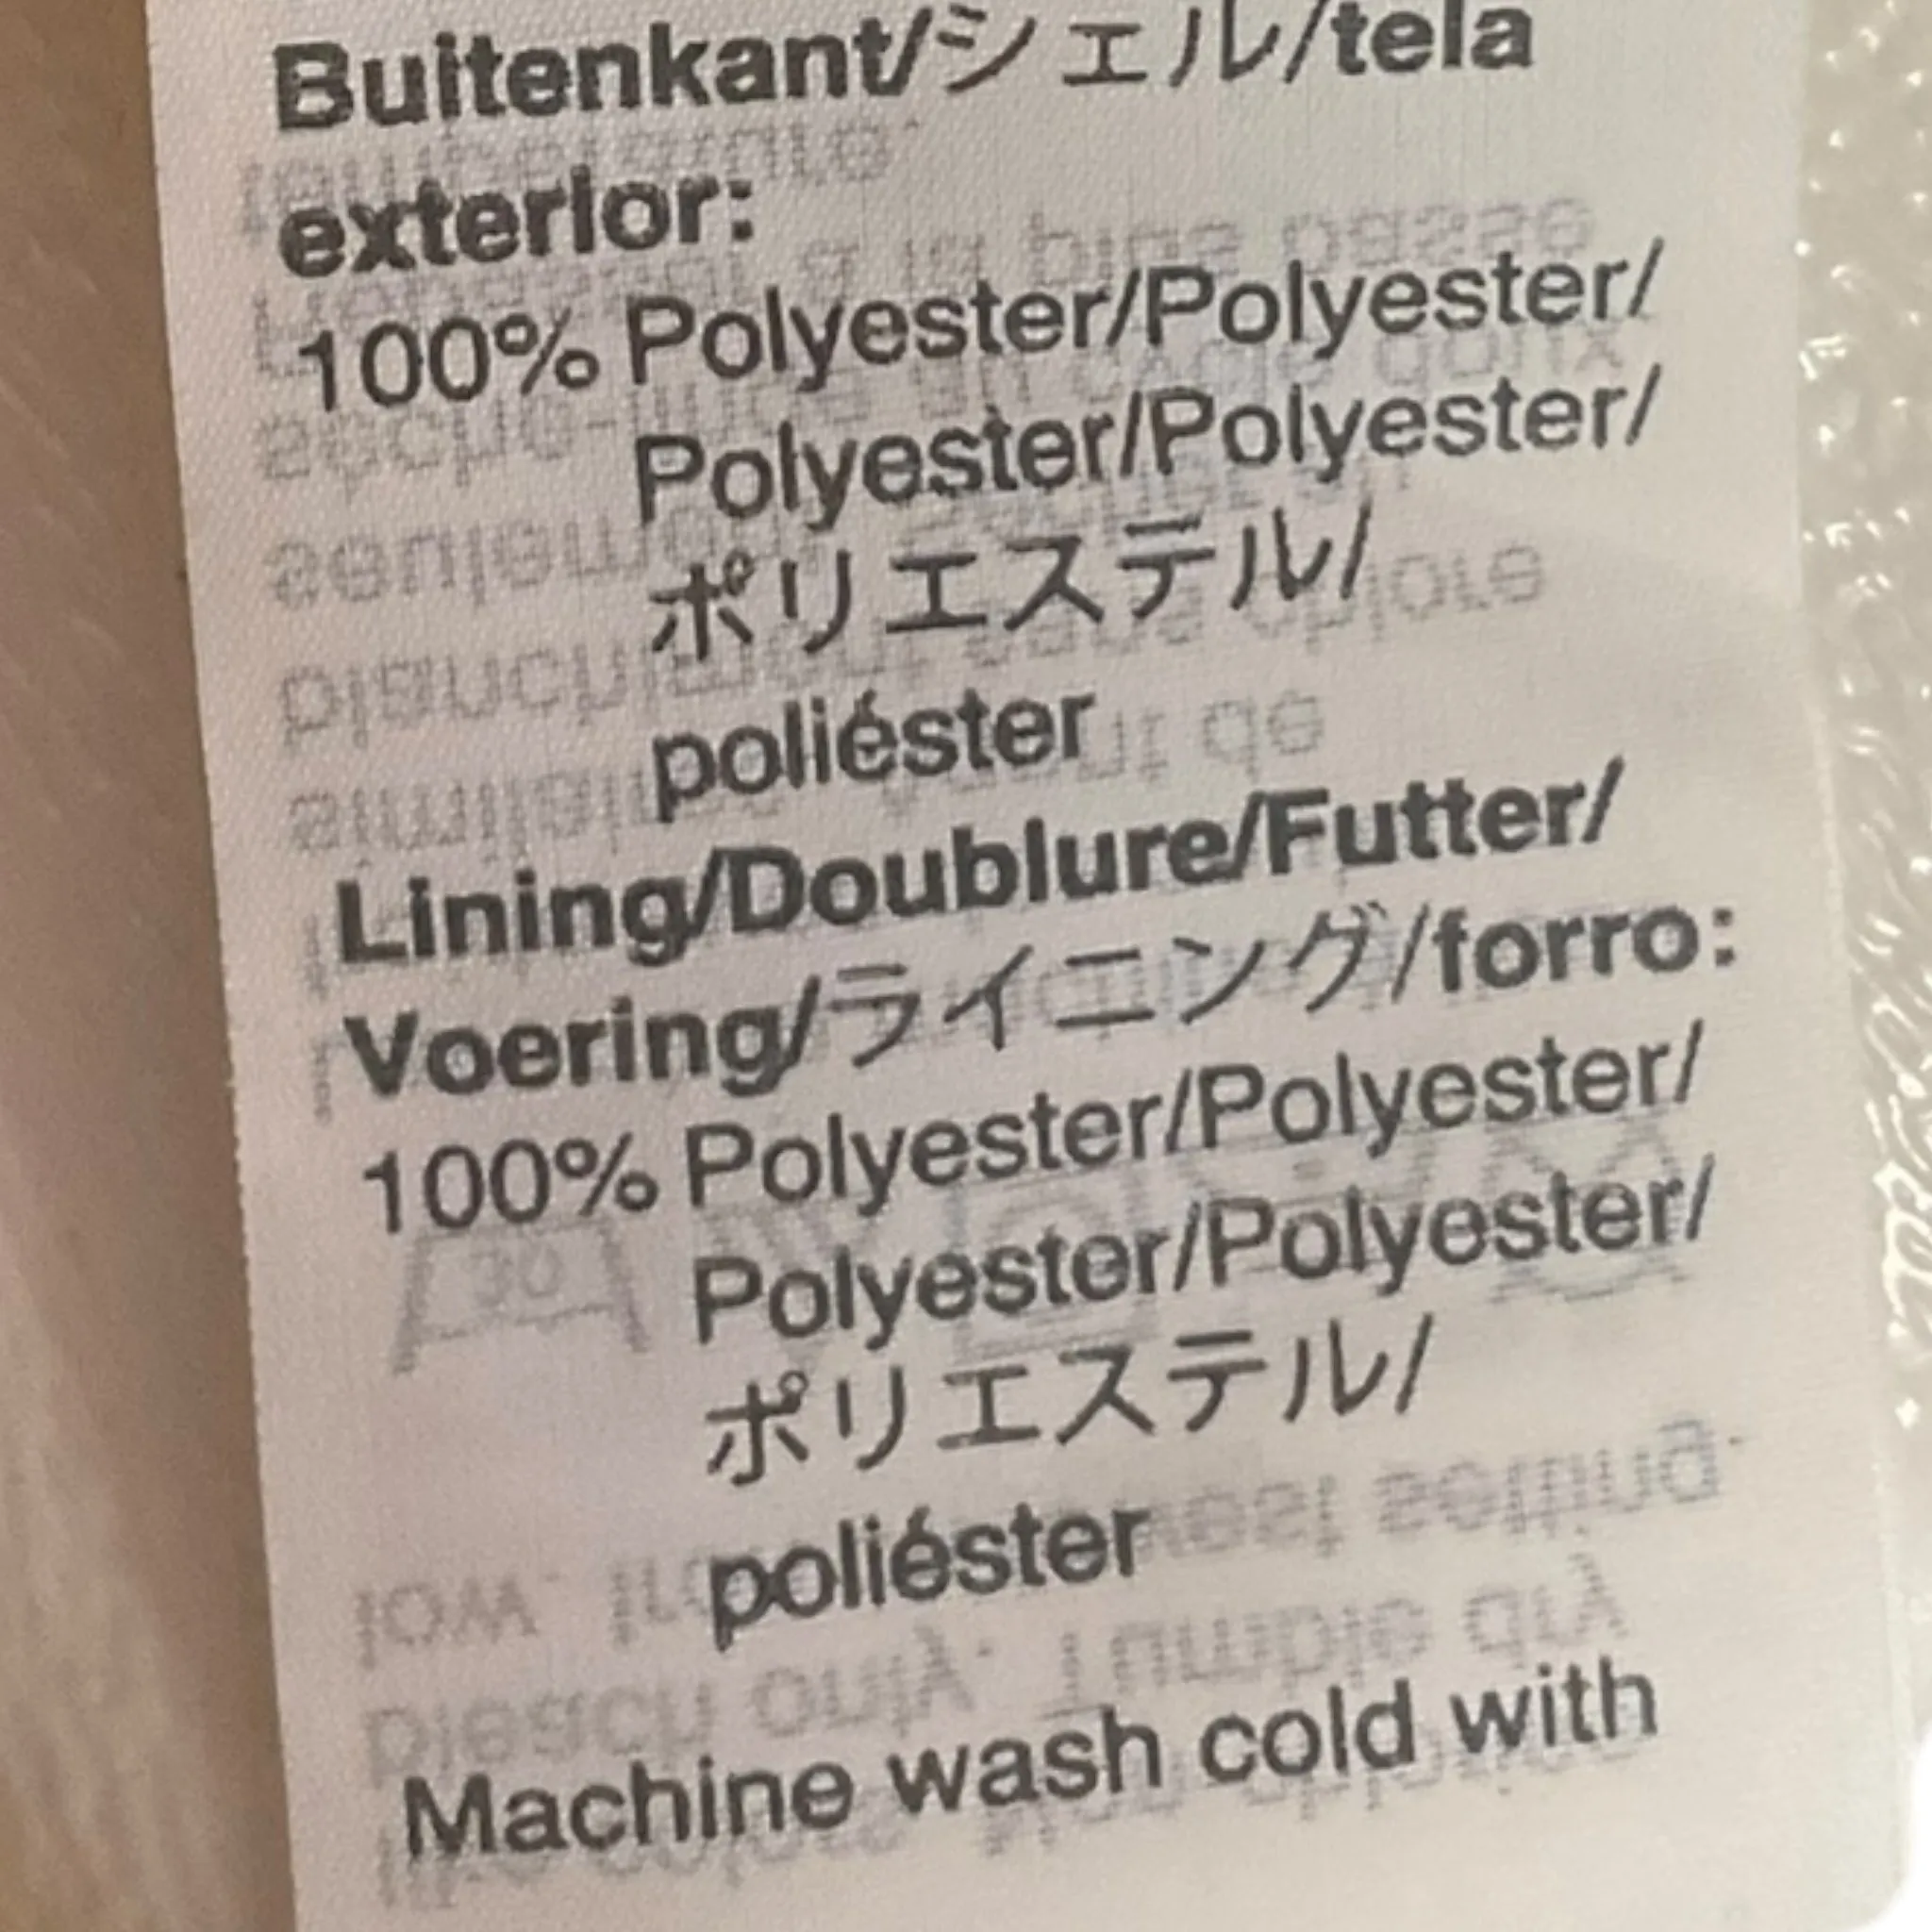 Buitenkant/シェル/tela
exterior:
100% Polyester/Polyester/
Polyester/Polyester/
ポリエステル/
poliéster
Lining/Doublure/Futter/
Voering/ライニング/forro:
100% Polyester/Polyester/
Polyester/Polyester/
ポリエステル/
poliéster
Machine wash cold with